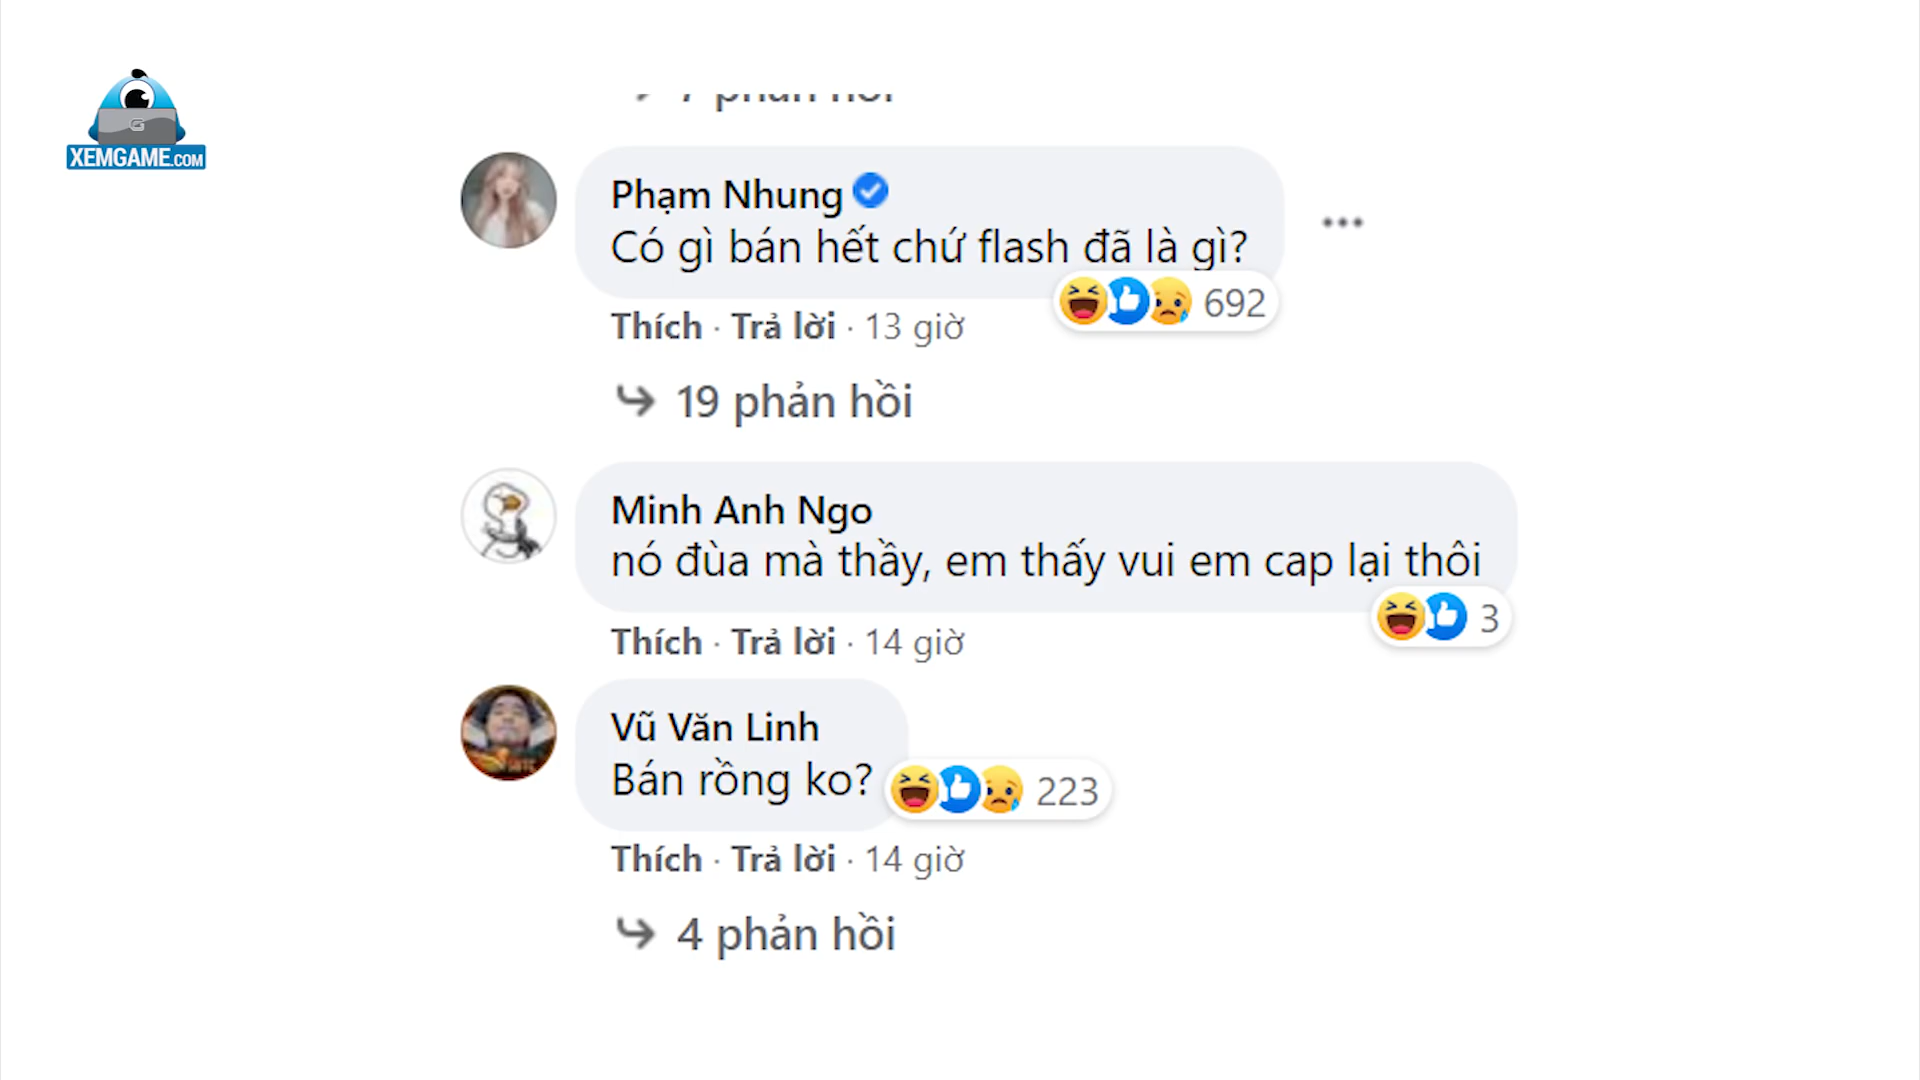 7 phản hồi
G
XEMGAME.COM
Phạm Nhung
Có gì bán hết chứ flash đã là gì?
692
Thích · Trả lời · 13 giờ
19 phản hồi
Minh Anh Ngo
nó đùa mà thầy, em thấy vui em cap lại thôi
3
Thích · Trả lời · 14 giờ
Vũ Văn Linh
Bán rồng ko?
223
Thích · Trả lời · 14 giờ
4 phản hồi